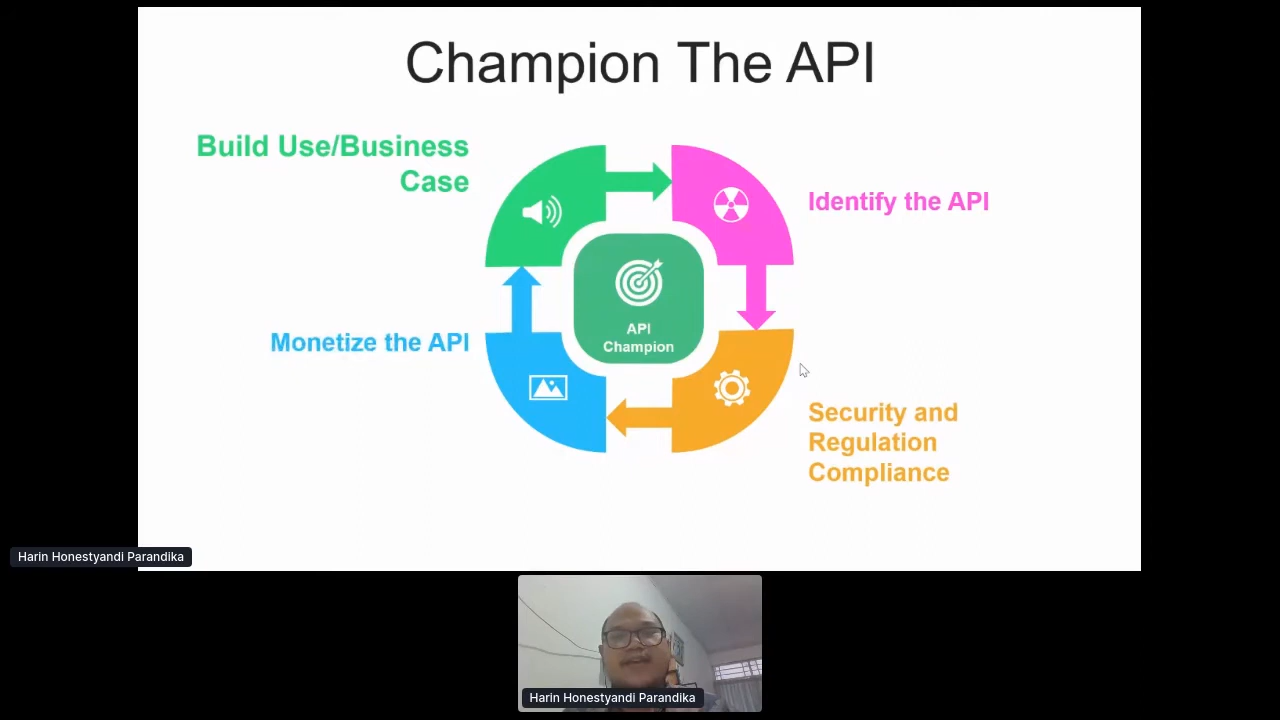 Champion The API
Build Use/Business
Case
Identify the API
API
Champion
Monetize the API
Security and
Regulation
Compliance
Harin Honestyandi Parandika
Harin Honestyandi Parandika